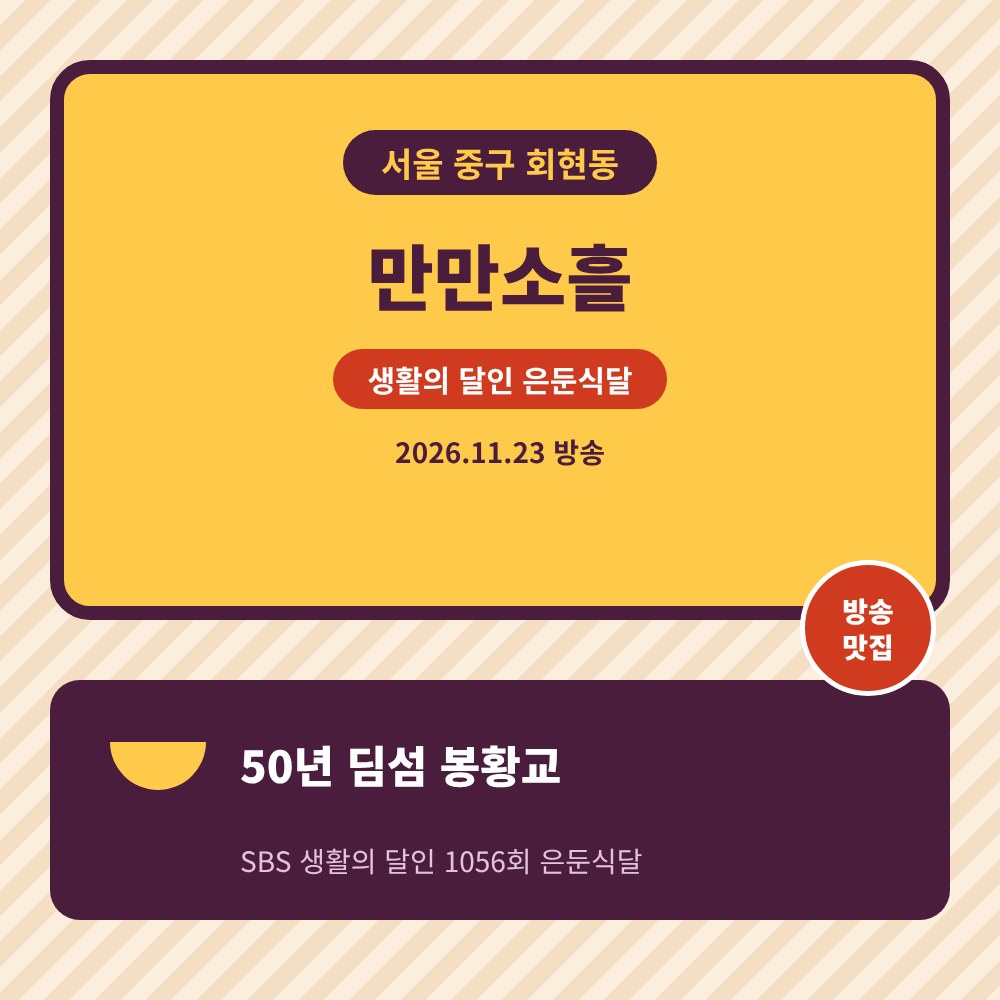 서울 중구 회현동
만만소흘
생활의 달인 은둔식달
2026.11.23 방송
방송
맛집
50년 딤섬 봉황교
SBS 생활의 달인 1056회 은둔식달